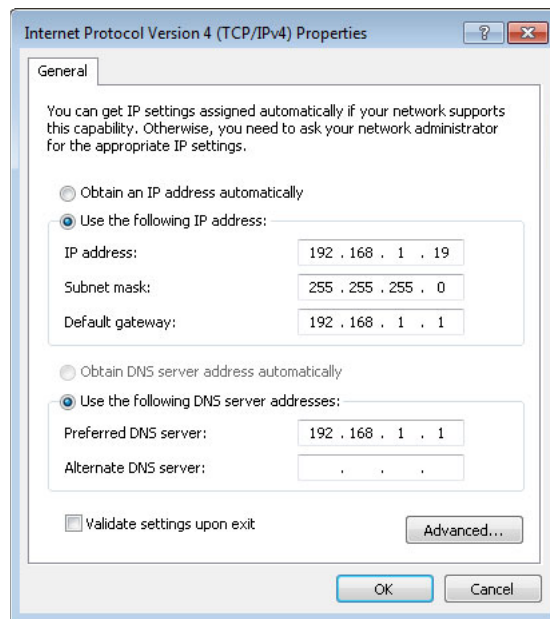 Internet Protocol Version 4 (TCP/IPv4) Properties
General
You can get IP settings assigned automatically if your network supports
this capability. Otherwise, you need to ask your network administrator
for the appropriate IP settings.
Obtain an IP address automatically
Use the following IP address:
IP address: 192 . 168 . 1 . 19
Subnet mask: 255 . 255 . 255 . 0
Default gateway: 192 . 168 . 1 . 1
Obtain DNS server address automatically
Use the following DNS server addresses:
Preferred DNS server: 192 . 168 . 1 . 1
Alternate DNS server: . . .
Validate settings upon exit
Advanced...
OK Cancel